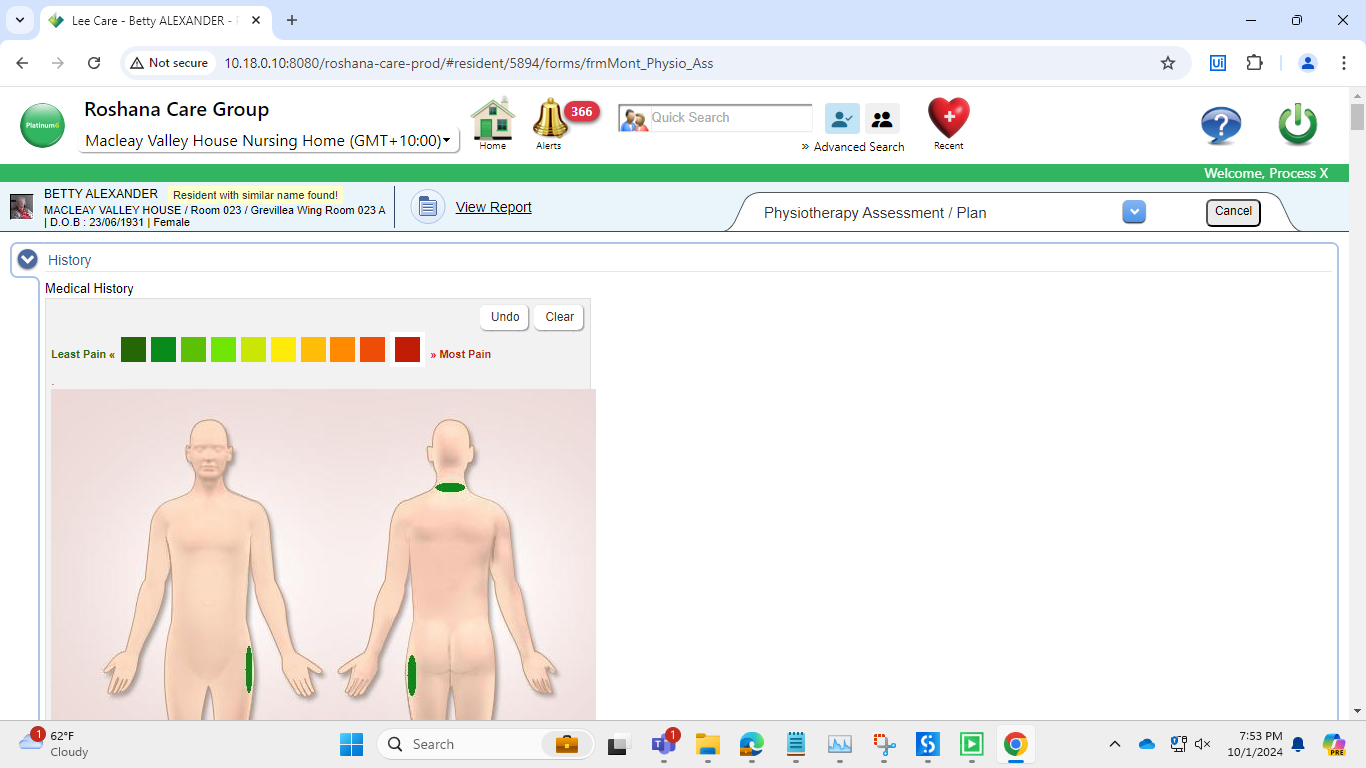 Lee Care - Betty ALEXANDER -
Not secure
10.18.0.10:8080/roshana-care-prod/#resident/5894/forms/frmMont_Physio_Ass
Platinum6
Roshana Care Group
Macleay Valley House Nursing Home (GMT+10:00)
Home
366
Alerts
Quick Search
» Advanced Search
Recent
Welcome, Process X
BETTY ALEXANDER
Resident with similar name found!
MACLEAY VALLEY HOUSE / Room 023 / Grevillea Wing Room 023 A
| D.O.B : 23/06/1931 | Female
View Report
Physiotherapy Assessment / Plan
Cancel
History
Medical History
Undo
Clear
Least Pain «
» Most Pain
1
62°F
Cloudy
Search
1
7:53 PM
10/1/2024
PRE